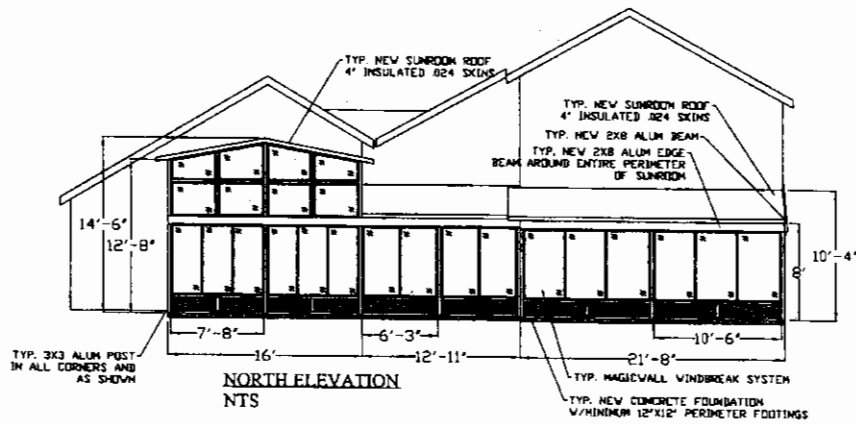 TYP. NEW SUNROOM ROOF
4" INSULATED .024 SKINS
TYP. NEW SUNROOM ROOF
4" INSULATED .024 SKINS
TYP. NEW 2X8 ALUM BEAM
TYP. NEW 2X8 ALUM EDGE
BEAM AROUND ENTIRE PERIMETER
OF SUNROOM
14'-6"
12'-8"
10'-4"
8'
7'-8"
6'-3"
10'-6"
16'
12'-11"
21'-8"
TYP. 3X3 ALUM POST
IN ALL CORNERS AND
AS SHOWN
NORTH ELEVATION
NTS
TYP. MAGICWALL WINDBREAK SYSTEM
TYP. NEW CONCRETE FOUNDATION
W/MINIMUM 12"X12" PERIMETER FOOTINGS